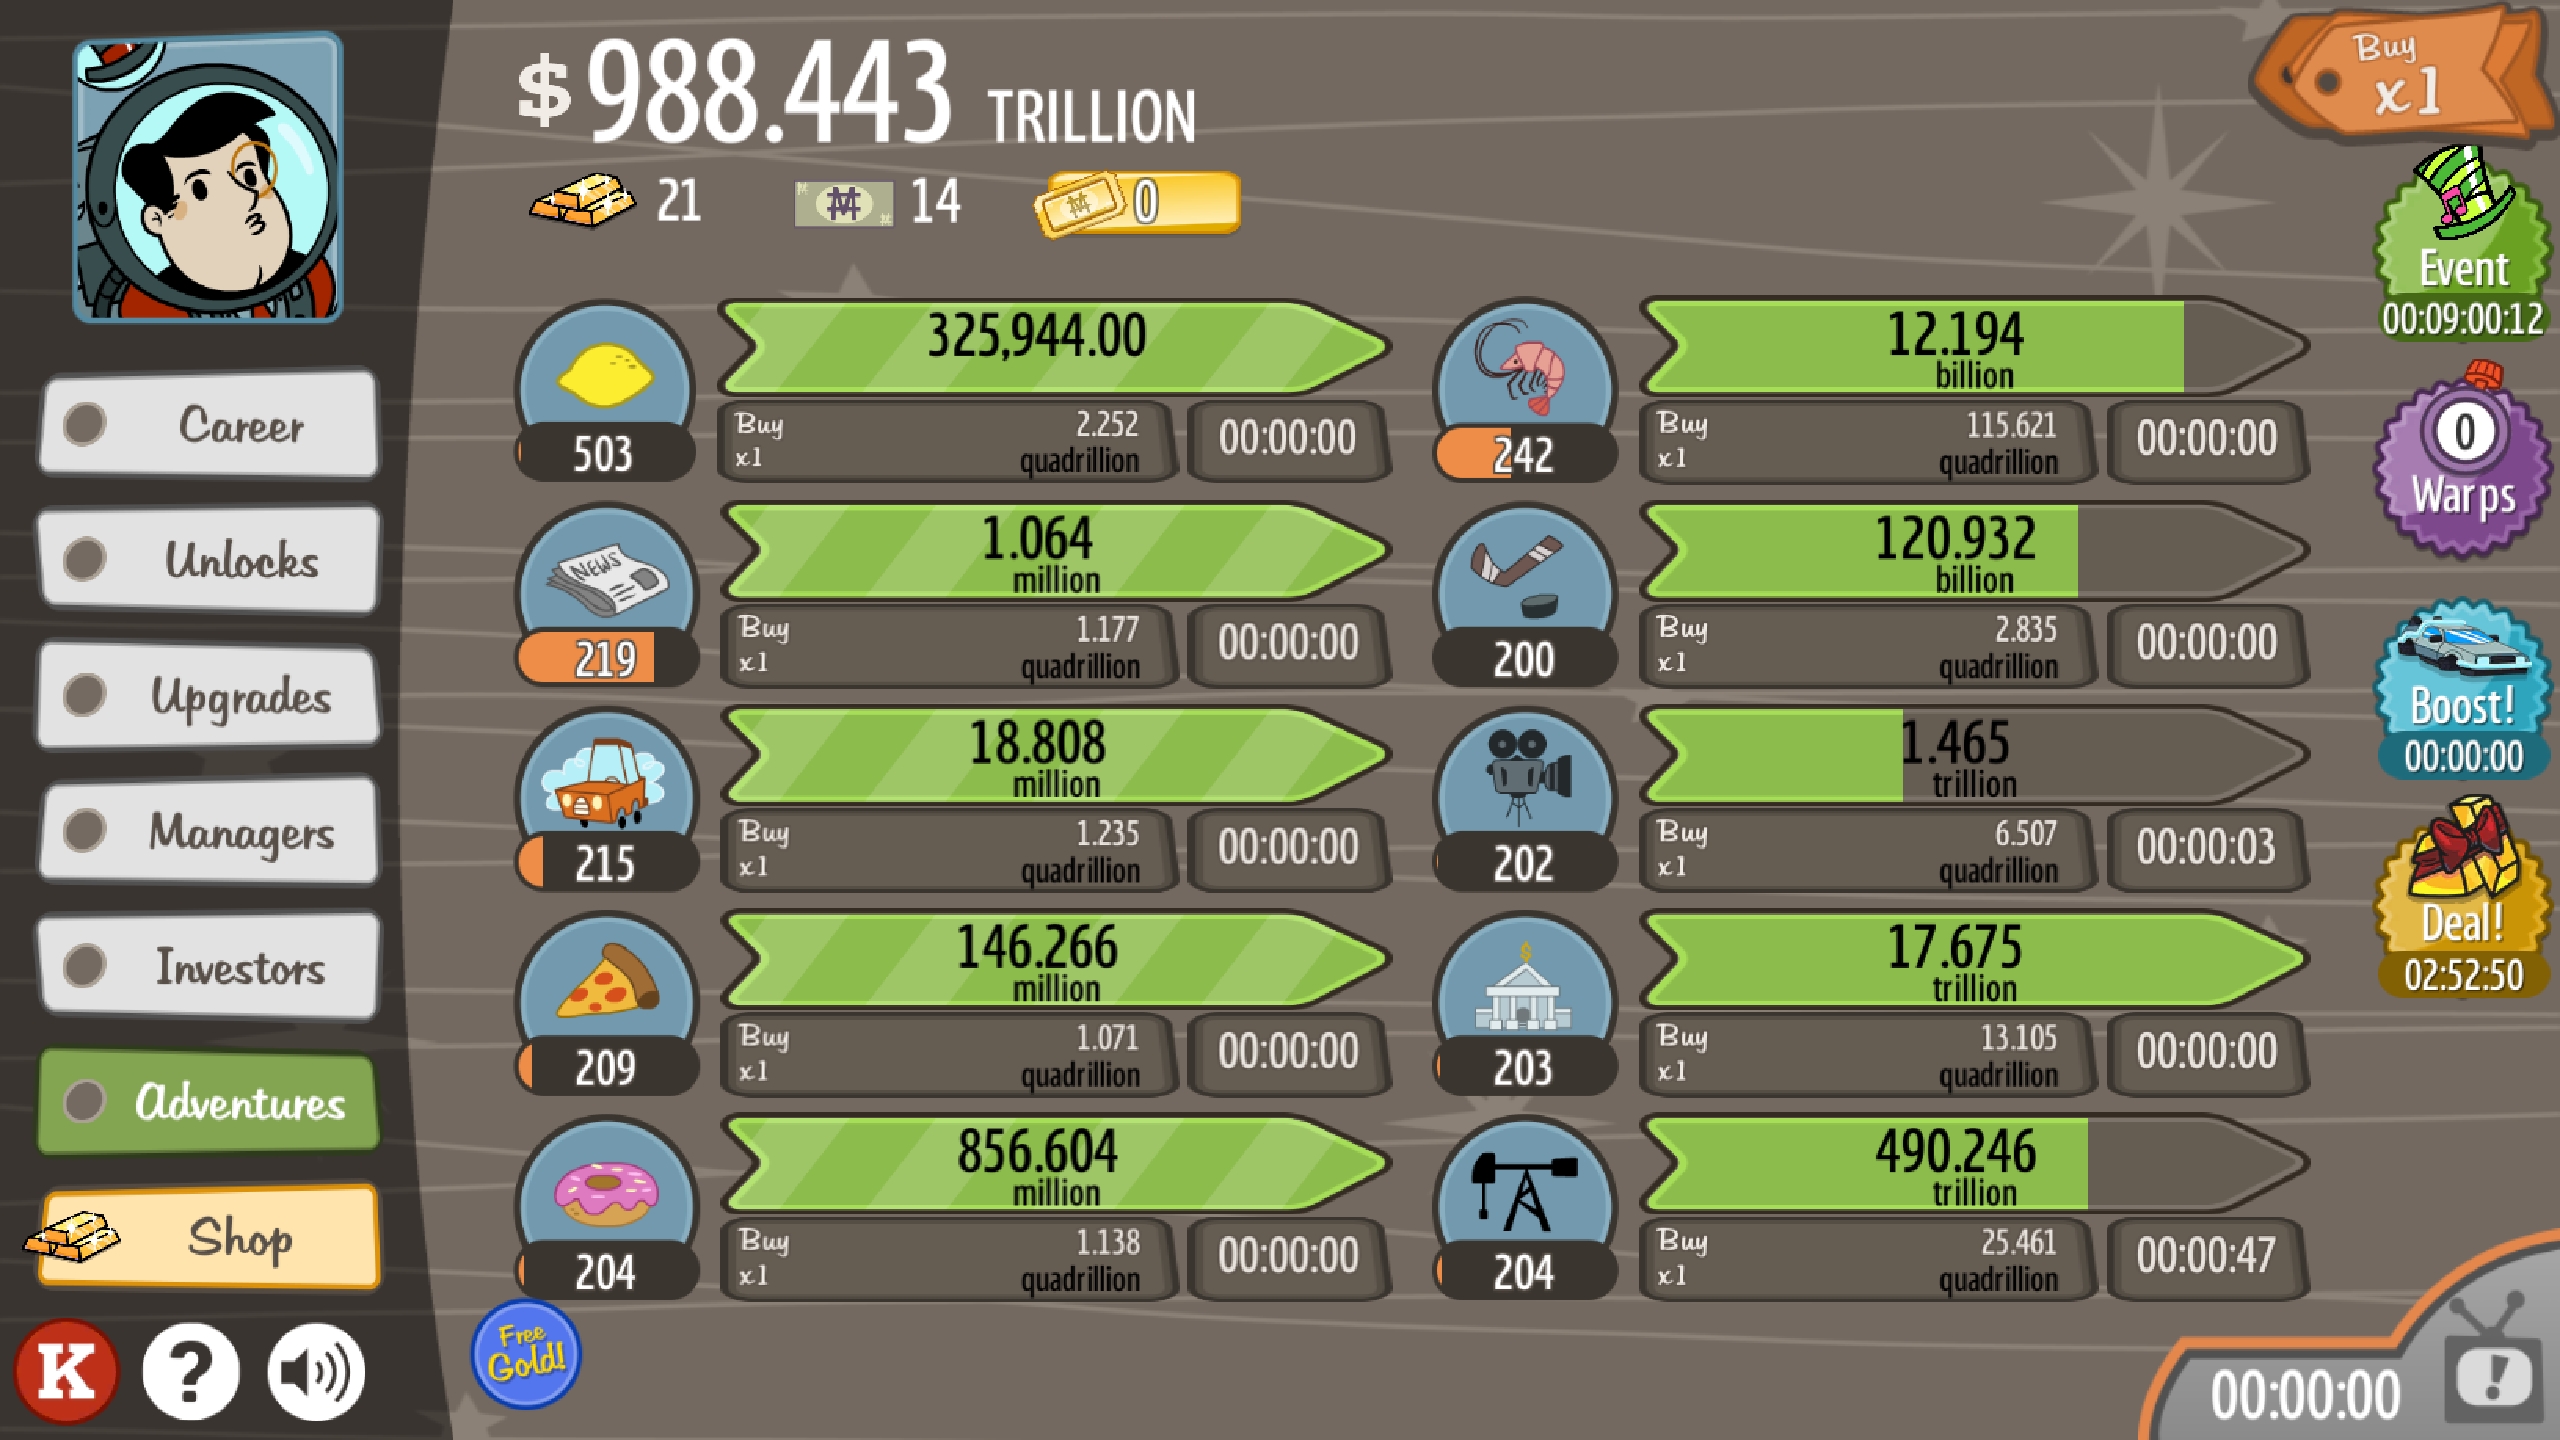 $988.443 TRILLION
21
14
0
Buy
x1
Event
00:09:00:12
0
Warps
Boost!
00:00:00
Deal!
02:52:50
Career
Unlocks
Upgrades
Managers
Investors
Adventures
Shop
K
?
Free
Gold!
325,944.00
503
Buy
x1
2.252
quadrillion
00:00:00
NEWS
1.064
million
219
Buy
x1
1.177
quadrillion
00:00:00
18.808
million
215
Buy
x1
1.235
quadrillion
00:00:00
146.266
million
209
Buy
x1
1.071
quadrillion
00:00:00
856.604
million
204
Buy
x1
1.138
quadrillion
00:00:00
12.194
billion
242
Buy
x1
115.621
quadrillion
00:00:00
120.932
billion
200
Buy
x1
2.835
quadrillion
00:00:00
1.465
trillion
202
Buy
x1
6.507
quadrillion
00:00:03
$
17.675
trillion
203
Buy
x1
13.105
quadrillion
00:00:00
490.246
trillion
204
Buy
x1
25.461
quadrillion
00:00:47
00:00:00
!